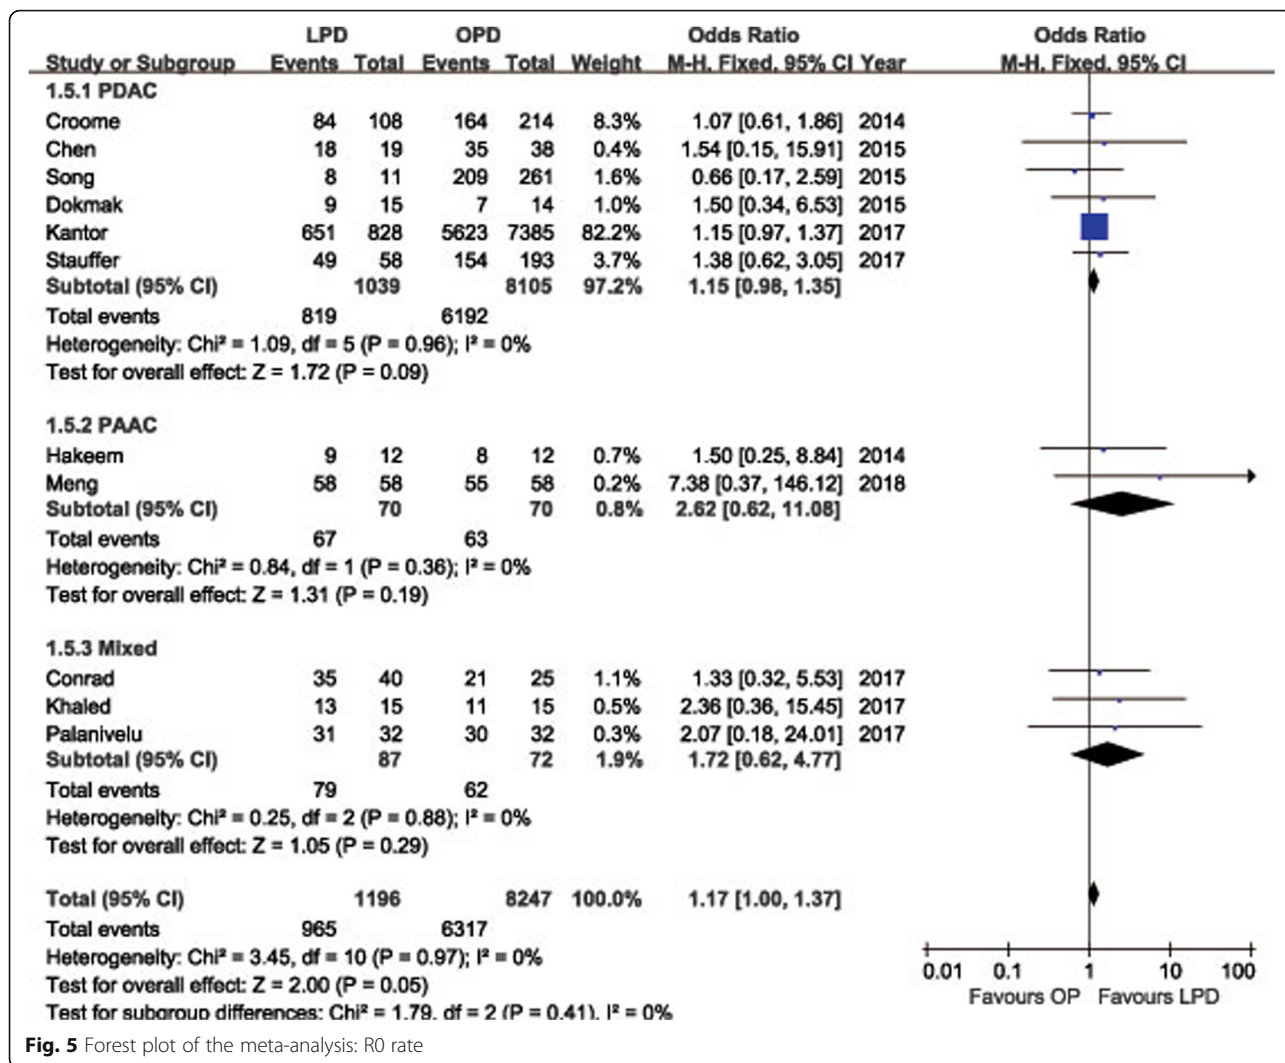 LPD OPD Odds Ratio Odds Ratio
Study or Subgroup Events Total Events Total Weight M-H, Fixed, 95% CI Year M-H, Fixed, 95% CI
1.5.1 PDAC
Croome 84 108 164 214 8.3% 1.07 [0.61, 1.86] 2014
Chen 18 19 35 38 0.4% 1.54 [0.15, 15.91] 2015
Song 8 11 209 261 1.6% 0.66 [0.17, 2.59] 2015
Dokmak 9 15 7 14 1.0% 1.50 [0.34, 6.53] 2015
Kantor 651 828 5623 7385 82.2% 1.15 [0.97, 1.37] 2017
Stauffer 49 58 154 193 3.7% 1.38 [0.62, 3.05] 2017
Subtotal (95% CI) 1039 8105 97.2% 1.15 [0.98, 1.35]
Total events 819 6192
Heterogeneity: Chi² = 1.09, df = 5 (P = 0.96); I² = 0%
Test for overall effect: Z = 1.72 (P = 0.09)
1.5.2 PAAC
Hakeem 9 12 8 12 0.7% 1.50 [0.25, 8.84] 2014
Meng 58 58 55 58 0.2% 7.38 [0.37, 146.12] 2018
Subtotal (95% CI) 70 70 0.8% 2.62 [0.62, 11.08]
Total events 67 63
Heterogeneity: Chi² = 0.84, df = 1 (P = 0.36); I² = 0%
Test for overall effect: Z = 1.31 (P = 0.19)
1.5.3 Mixed
Conrad 35 40 21 25 1.1% 1.33 [0.32, 5.53] 2017
Khaled 13 15 11 15 0.5% 2.36 [0.36, 15.45] 2017
Palanivelu 31 32 30 32 0.3% 2.07 [0.18, 24.01] 2017
Subtotal (95% CI) 87 72 1.9% 1.72 [0.62, 4.77]
Total events 79 62
Heterogeneity: Chi² = 0.25, df = 2 (P = 0.88); I² = 0%
Test for overall effect: Z = 1.05 (P = 0.29)
Total (95% CI) 1196 8247 100.0% 1.17 [1.00, 1.37]
Total events 965 6317
Heterogeneity: Chi² = 3.45, df = 10 (P = 0.97); I² = 0%
Test for overall effect: Z = 2.00 (P = 0.05)
Test for subgroup differences: Chi² = 1.79, df = 2 (P = 0.41), I² = 0%
0.01 0.1 1 10 100
Favours OP Favours LPD
Fig. 5 Forest plot of the meta-analysis: R0 rate